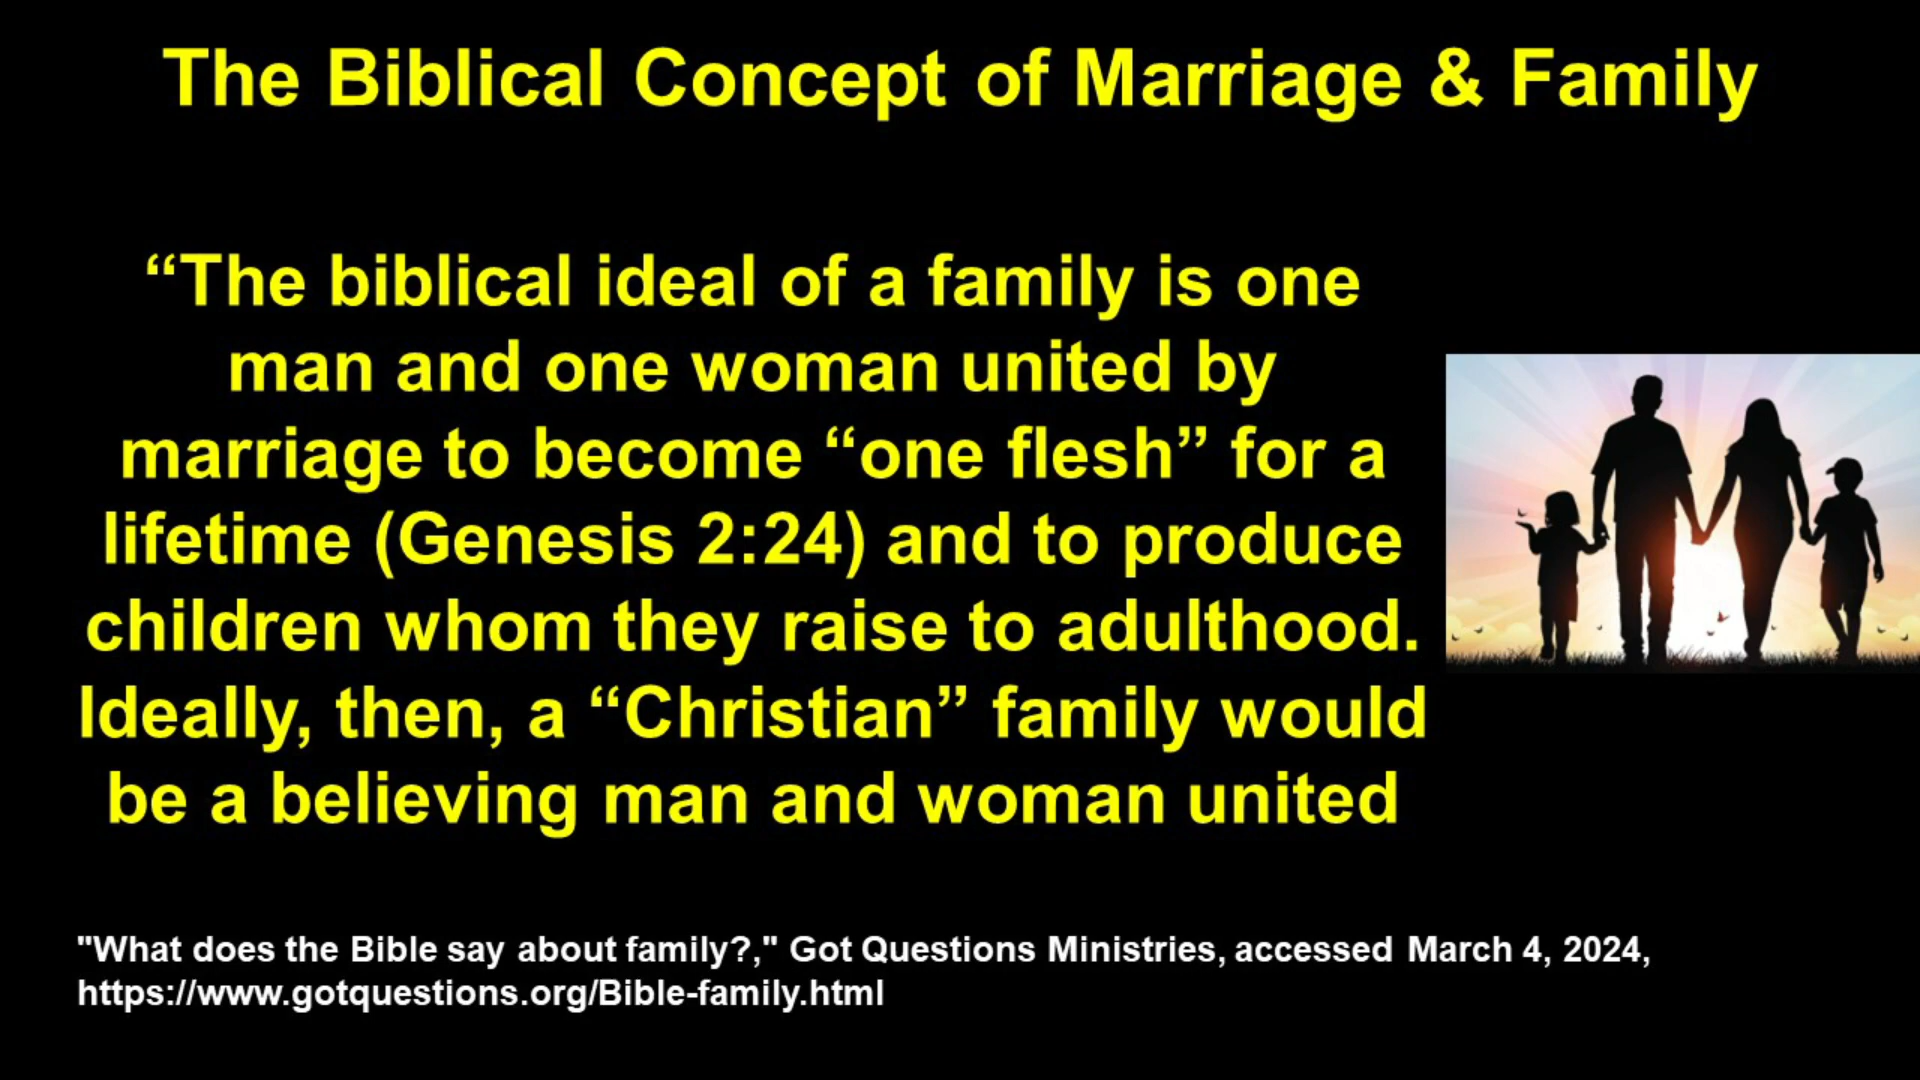 The Biblical Concept of Marriage & Family
“The biblical ideal of a family is one
man and one woman united by
marriage to become “one flesh” for a
lifetime (Genesis 2:24) and to produce
children whom they raise to adulthood.
Ideally, then, a “Christian” family would
be a believing man and woman united
"What does the Bible say about family?," Got Questions Ministries, accessed March 4, 2024,
https://www.gotquestions.org/Bible-family.html